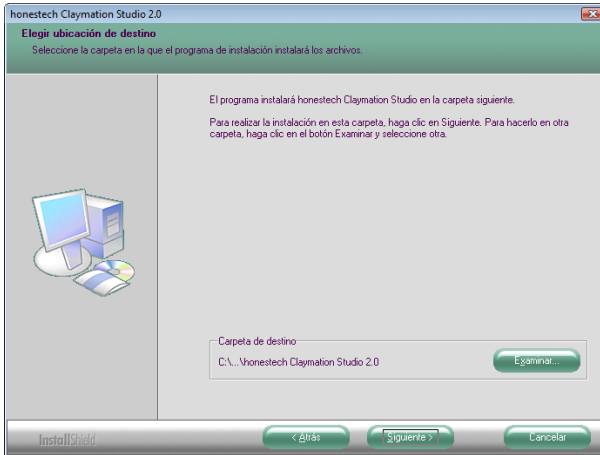 honestech Claymation Studio 2.0
Elegir ubicación de destino
Seleccione la carpeta en la que el programa de instalación instalará los archivos.
El programa instalará honestech Claymation Studio en la carpeta siguiente.
Para realizar la instalación en esta carpeta, haga clic en Siguiente. Para hacerlo en otra
carpeta, haga clic en el botón Examinar y seleccione otra.
Carpeta de destino
C:\...\honestech Claymation Studio 2.0
Examinar...
InstallShield
< Atrás
Siguiente >
Cancelar